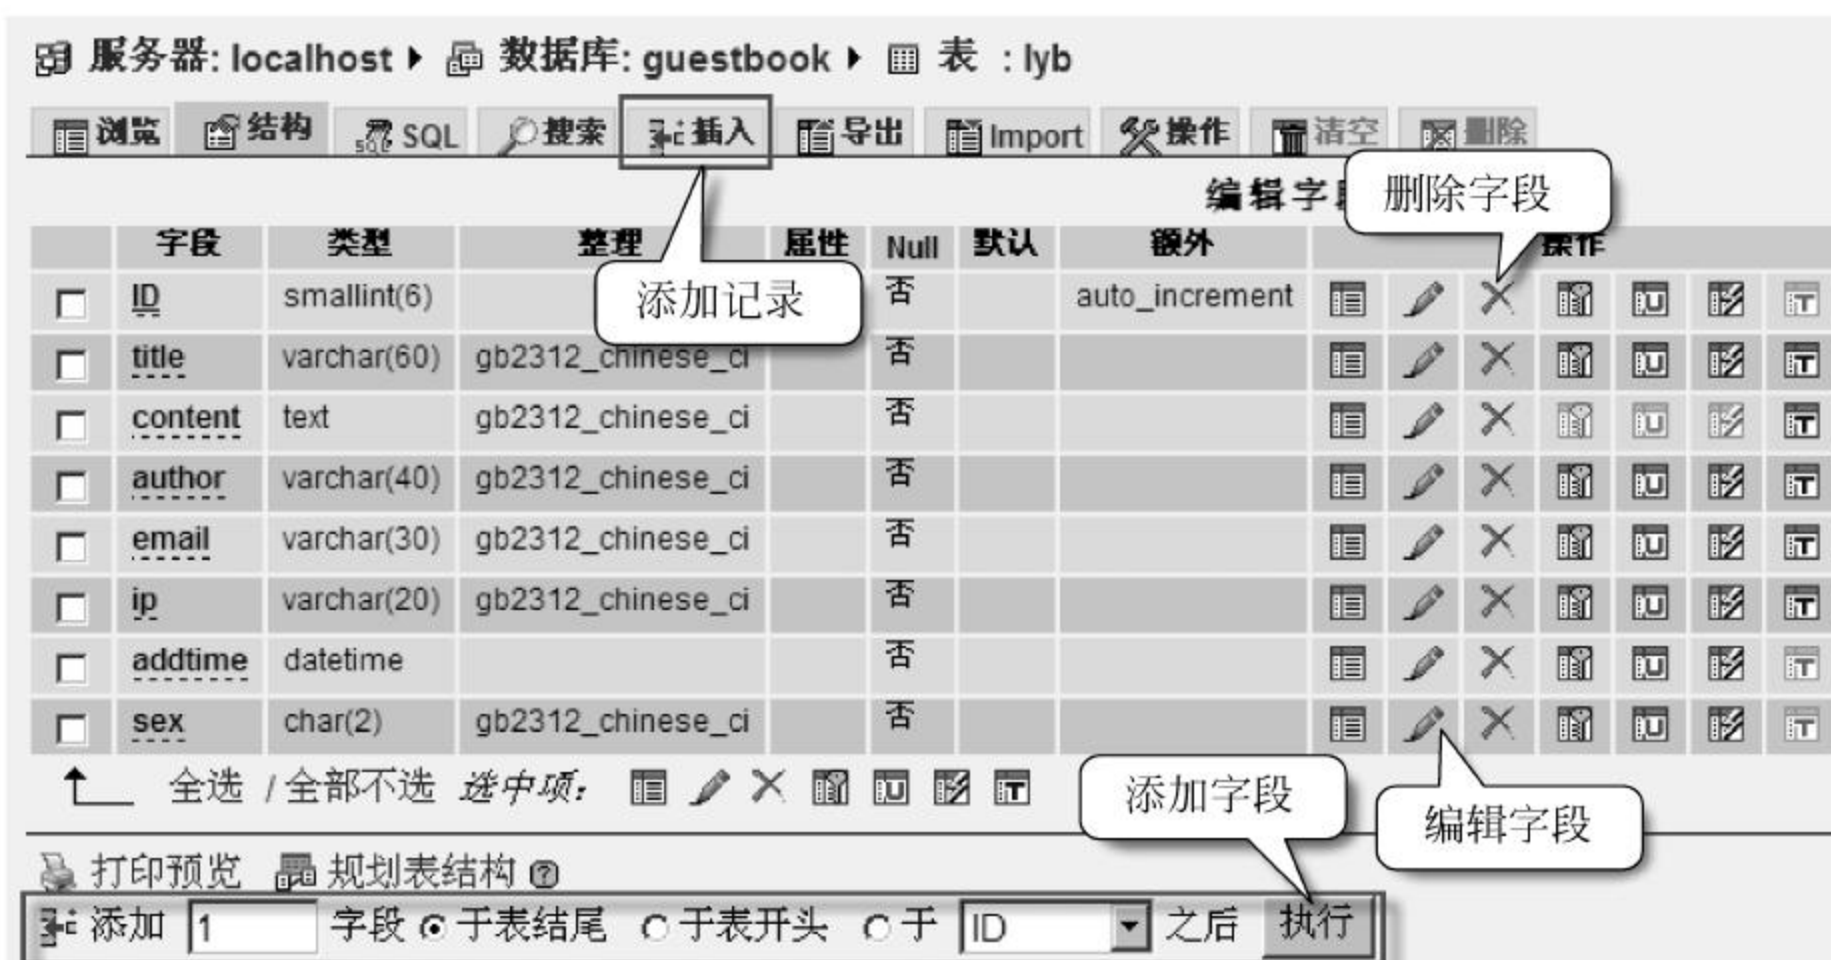 服务器: localhost 数据库: guestbook 表 : lyb
浏览 结构 SQL 搜索 插入 导出 Import 操作 清空 删除
编辑字
删除字段
字段 类型 整理 属性 Null 默认 额外 操作
添加记录
ID smallint(6) 否 auto_increment
title varchar(60) gb2312_chinese_ci 否
content text gb2312_chinese_ci 否
author varchar(40) gb2312_chinese_ci 否
email varchar(30) gb2312_chinese_ci 否
ip varchar(20) gb2312_chinese_ci 否
addtime datetime 否
sex char(2) gb2312_chinese_ci 否
全选 / 全部不选 选中项:
添加字段
编辑字段
打印预览 规划表结构
添加 1 字段 于表结尾 于表开头 于 ID 之后 执行